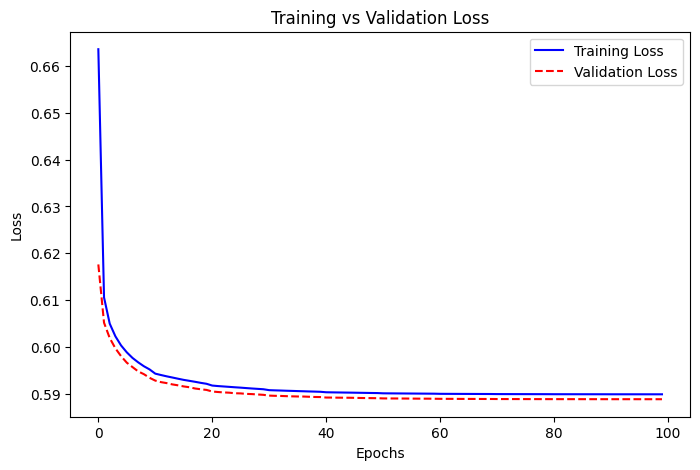 Training vs Validation Loss
Training Loss
Validation Loss
0.66
0.65
0.64
0.63
0.62
0.61
0.60
0.59
Loss
0 20 40 60 80 100
Epochs